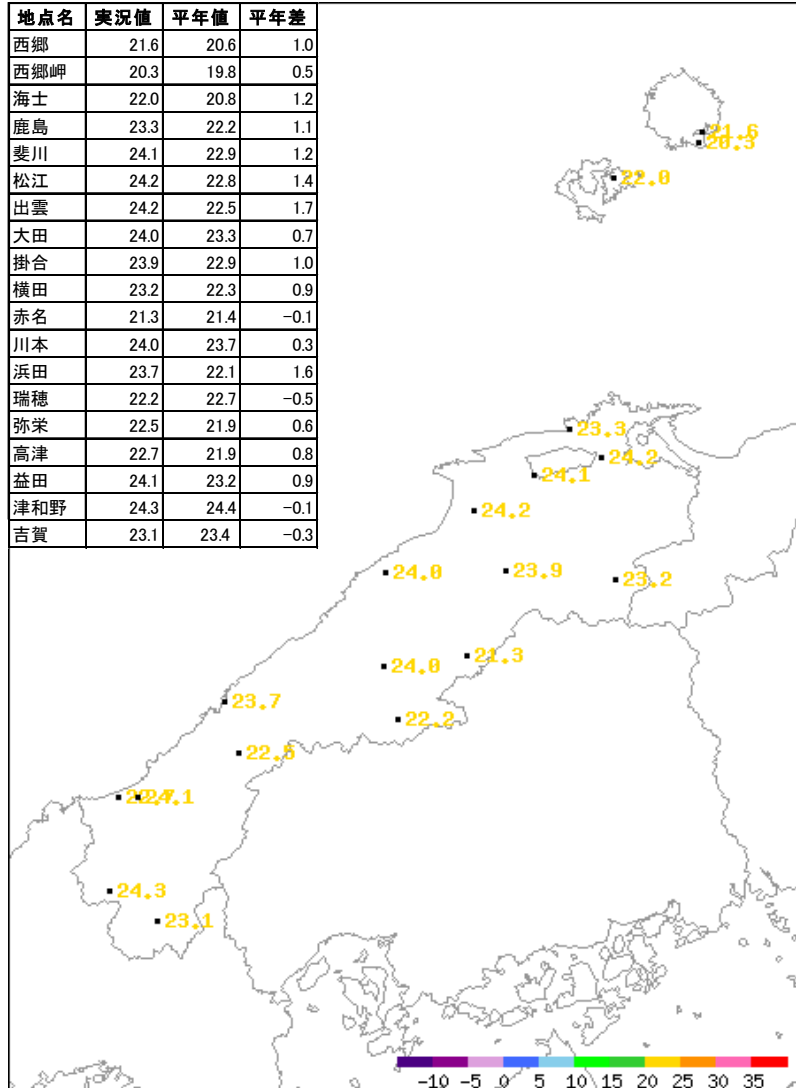 地点名 実況値 平年値 平年差
西郷 21.6 20.6 1.0
西郷岬 20.3 19.8 0.5
海士 22.0 20.8 1.2
鹿島 23.3 22.2 1.1
斐川 24.1 22.9 1.2
松江 24.2 22.8 1.4
出雲 24.2 22.5 1.7
大田 24.0 23.3 0.7
掛合 23.9 22.9 1.0
横田 23.2 22.3 0.9
赤名 21.3 21.4 −0.1
川本 24.0 23.7 0.3
浜田 23.7 22.1 1.6
瑞穂 22.2 22.7 −0.5
弥栄 22.5 21.9 0.6
高津 22.7 21.9 0.8
益田 24.1 23.2 0.9
津和野 24.3 24.4 −0.1
吉賀 23.1 23.4 −0.3
21.6
20.3
22.0
23.3
24.2
24.1
24.2
24.0
23.9
23.2
21.3
24.0
23.7
22.2
22.5
22.7
24.1
24.3
23.1
-10 -5 0 5 10 15 20 25 30 35